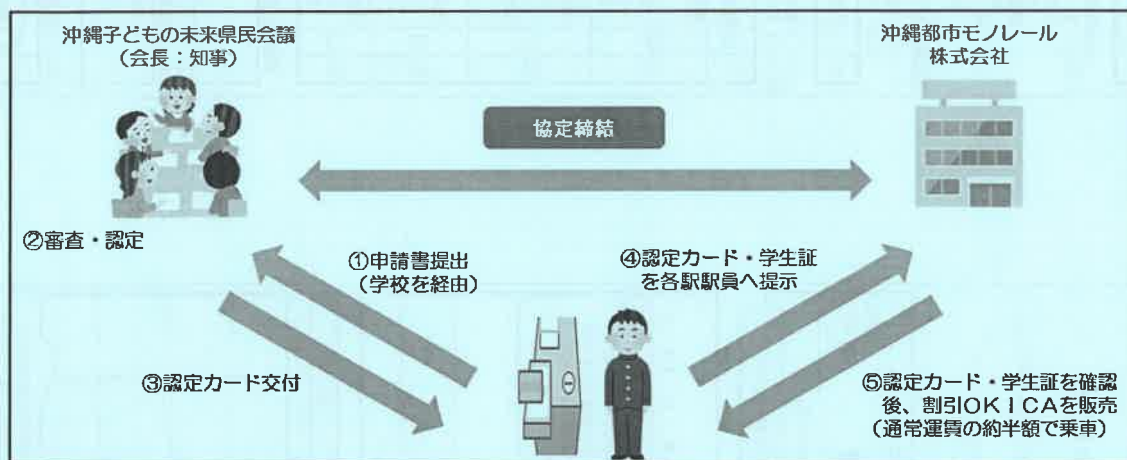 沖縄子どもの未来県民会議
（会長：知事）
沖縄都市モノレール
株式会社
協定締結
②審査・認定
①申請書提出
（学校を経由）
④認定カード・学生証
を各駅駅員へ提示
③認定カード交付
⑤認定カード・学生証を確認
後、割引OKICAを販売
（通常運賃の約半額で乗車）